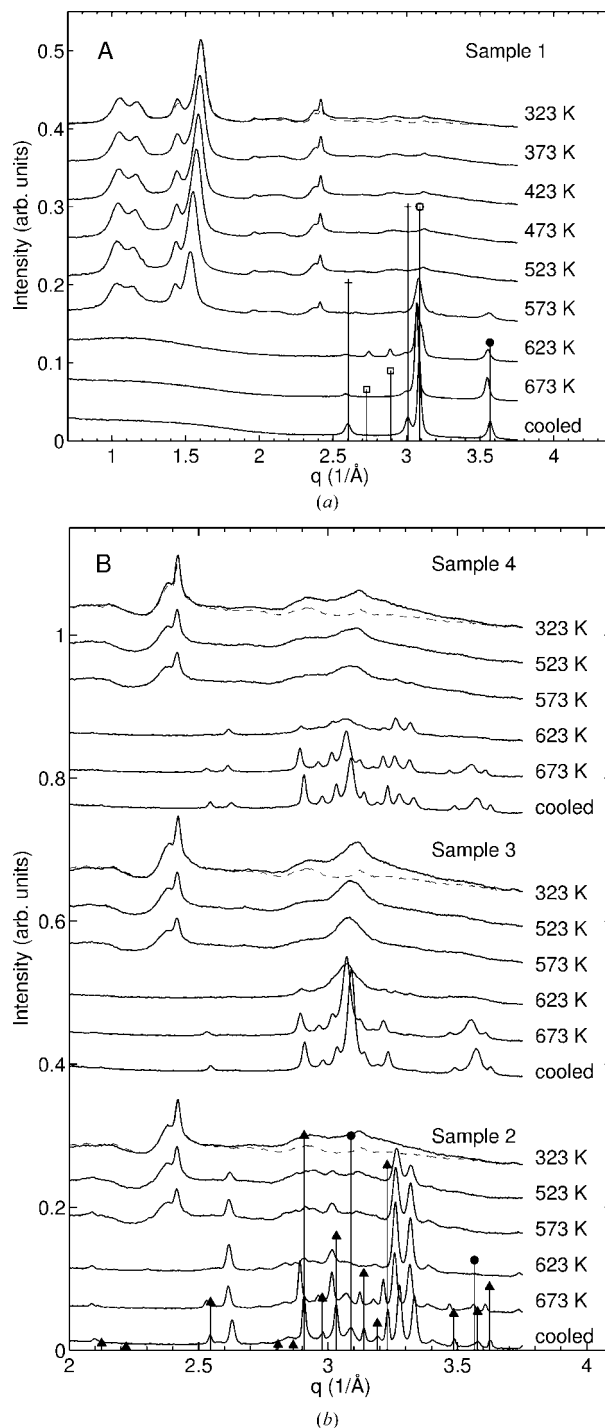 A
Sample 1
0.5
0.4
0.3
0.2
0.1
0
Intensity (arb. units)
323 K
373 K
423 K
473 K
523 K
573 K
623 K
673 K
cooled
1
1.5
2
2.5
3
3.5
4
q (1/Å)
(a)
B
Sample 4
323 K
523 K
573 K
623 K
673 K
cooled
Sample 3
323 K
523 K
573 K
623 K
673 K
cooled
Sample 2
323 K
523 K
573 K
623 K
673 K
cooled
1
0.8
0.6
0.4
0.2
0
Intensity (arb. units)
2
2.5
3
3.5
4
q (1/Å)
(b)